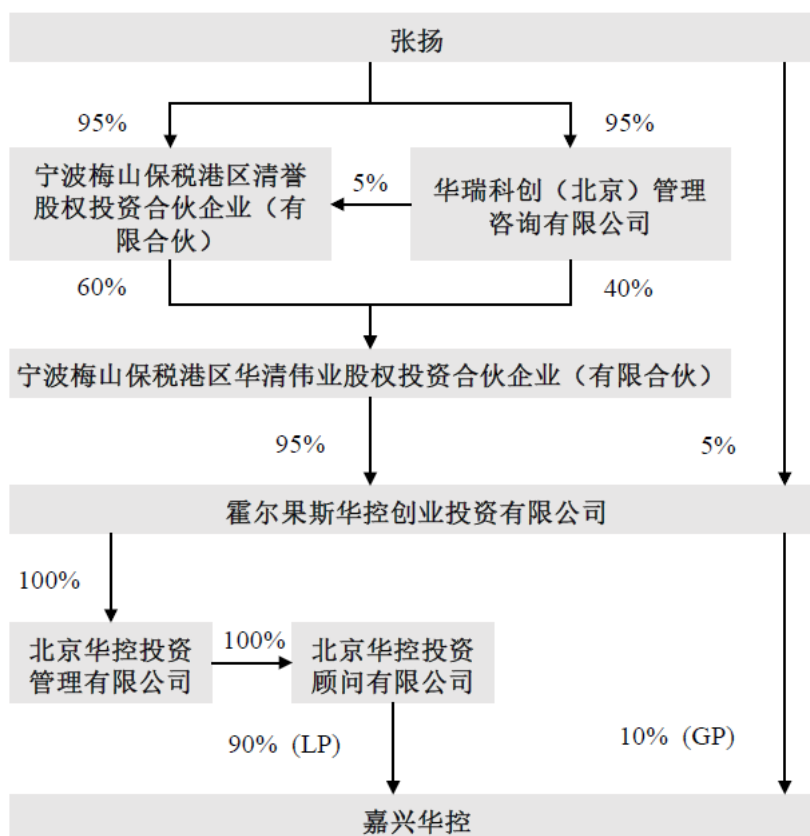 张扬
95%
95%
宁波梅山保税港区清誉
股权投资合伙企业（有
限合伙）
5%
华瑞科创（北京）管理
咨询有限公司
60%
40%
宁波梅山保税港区华清伟业股权投资合伙企业（有限合伙）
95%
5%
霍尔果斯华控创业投资有限公司
100%
北京华控投资
管理有限公司
100%
北京华控投资
顾问有限公司
90% (LP)
10% (GP)
嘉兴华控